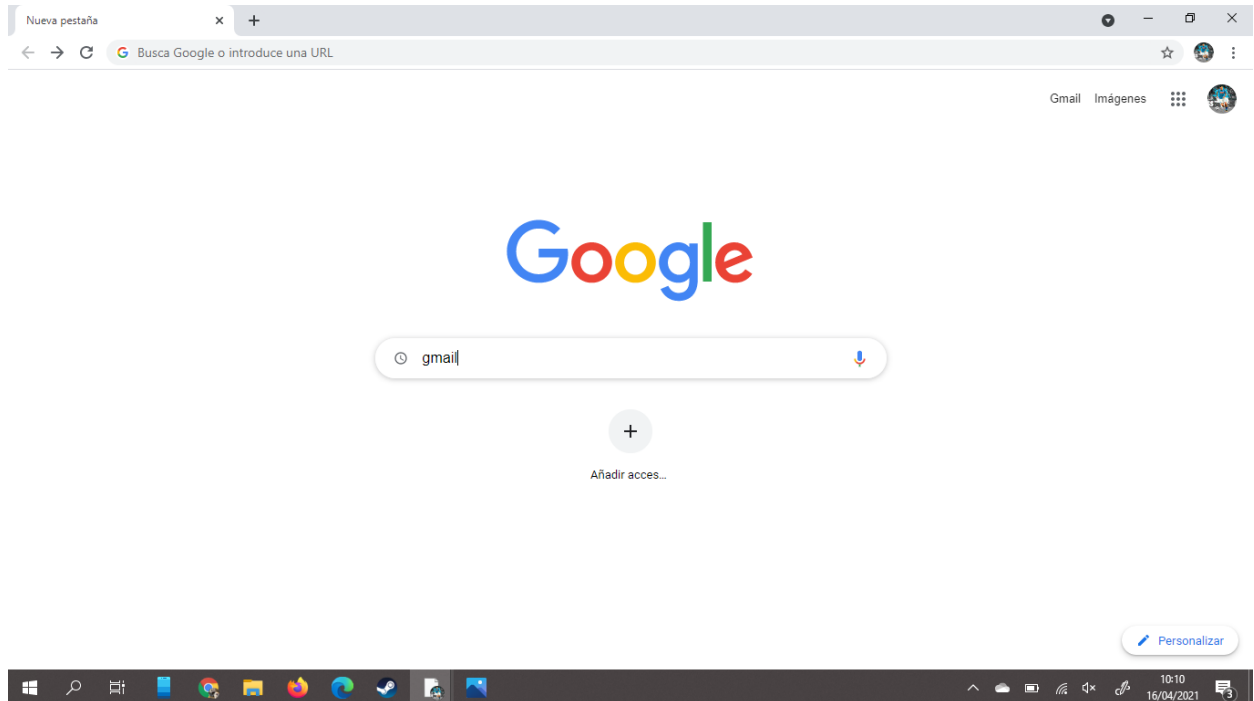 Nueva pestaña
Busca Google o introduce una URL
Gmail Imágenes
Google
gmail
Añadir acces...
Personalizar
10:10
16/04/2021
3